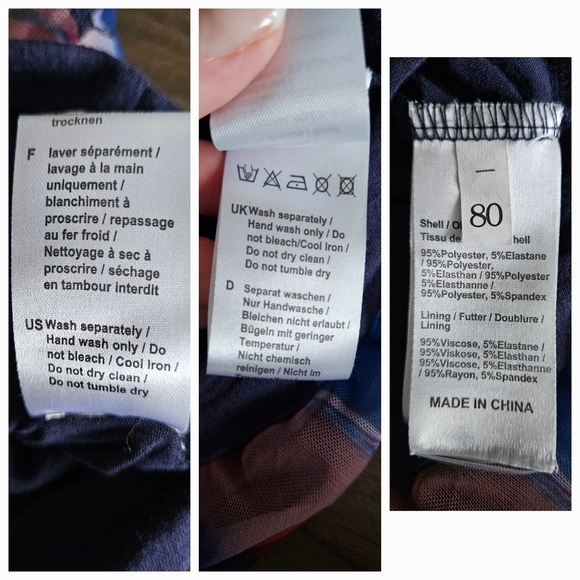 trocknen
F laver séparément /
lavage à la main
uniquement /
blanchiment à
proscrire / repassage
au fer froid /
Nettoyage à sec à
proscrire / séchage
en tambour interdit
US Wash separately /
Hand wash only / Do
not bleach / Cool Iron /
Do not dry clean /
Do not tumble dry
UK Wash separately /
Hand wash only / Do
not bleach/Cool Iron /
Do not dry clean /
Do not tumble dry
D Separat waschen /
Nur Handwäsche /
Bleichen nicht erlaubt /
Bügeln mit geringer
Temperatur /
Nicht chemisch
reinigen / Nicht im
80
Shell /
Tissu de hell
95%Polyester, 5%Elastane
/ 95%Polyester,
5%Elasthan / 95%Polyester
5%Elasthanne /
95%Polyester, 5%Spandex
Lining / Futter / Doublure /
Lining
95%Viscose, 5%Elastane /
95%Viskose, 5%Elasthan /
95%Viscose, 5%Elasthanne
/ 95%Rayon, 5%Spandex
MADE IN CHINA